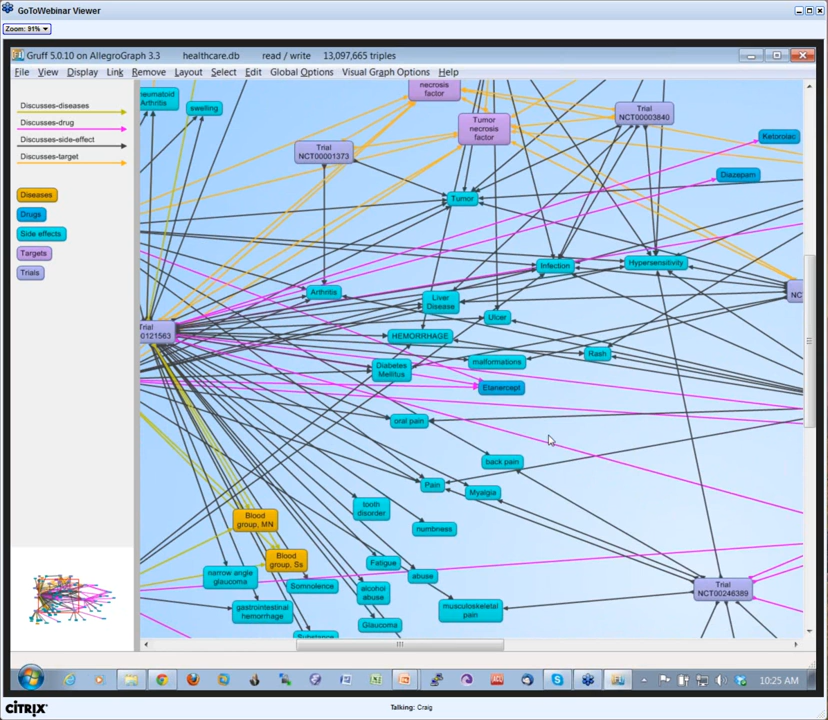 GoToWebinar Viewer
Zoom: 91%
Gruff 5.0.10 on AllegroGraph 3.3 healthcare.db read / write 13,097,665 triples
File View Display Link Remove Layout Select Edit Global Options Visual Graph Options Help
Discusses-diseases
Discusses-drug
Discusses-side-effect
Discusses-target
Diseases
Drugs
Side effects
Targets
Trials
Arthritis
swelling
necrosis
factor
Tumor
necrosis
factor
Trial
NCT00003840
Ketorolac
Trial
NCT00001373
Diazepam
Tumor
Infection
Hypersensitivity
Arthritis
Liver
Disease
NC
Ulcer
Trial
0121563
HEMORRHAGE
Rash
malformations
Diabetes
Mellitus
Etanercept
oral pain
back pain
Pain
Myalgia
tooth
disorder
Blood
group, MN
numbness
Blood
group, Ss
Fatigue
narrow angle
glaucoma
abuse
Somnolence
alcohol
abuse
Trial
NCT00246389
gastrointestinal
hemorrhage
musculoskeletal
pain
Glaucoma
Substance
10:25 AM
CITRIX
Talking: Craig